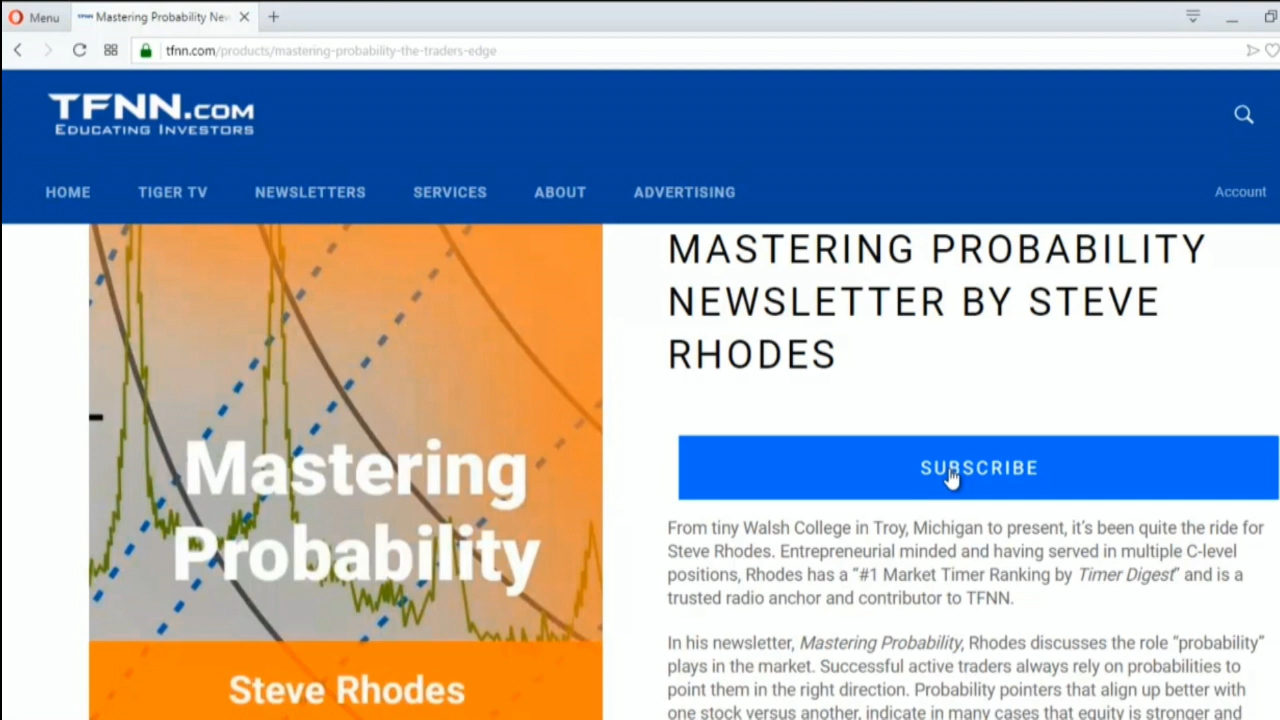 Menu
Mastering Probability Nev
tfnn.com/products/mastering-probability-the-traders-edge
TFNN.COM
EDUCATING INVESTORS
HOME TIGER TV NEWSLETTERS SERVICES ABOUT ADVERTISING
Account
MASTERING PROBABILITY
NEWSLETTER BY STEVE
RHODES
Mastering
Probability
Steve Rhodes
SUBSCRIBE
From tiny Walsh College in Troy, Michigan to present, it's been quite the ride for
Steve Rhodes. Entrepreneurial minded and having served in multiple C-level
positions, Rhodes has a “#1 Market Timer Ranking by Timer Digest” and is a
trusted radio anchor and contributor to TFNN.
In his newsletter, Mastering Probability, Rhodes discusses the role “probability”
plays in the market. Successful active traders always rely on probabilities to
point them in the right direction. Probability pointers that align up better with
one stock versus another, indicate in many cases that equity is stronger and